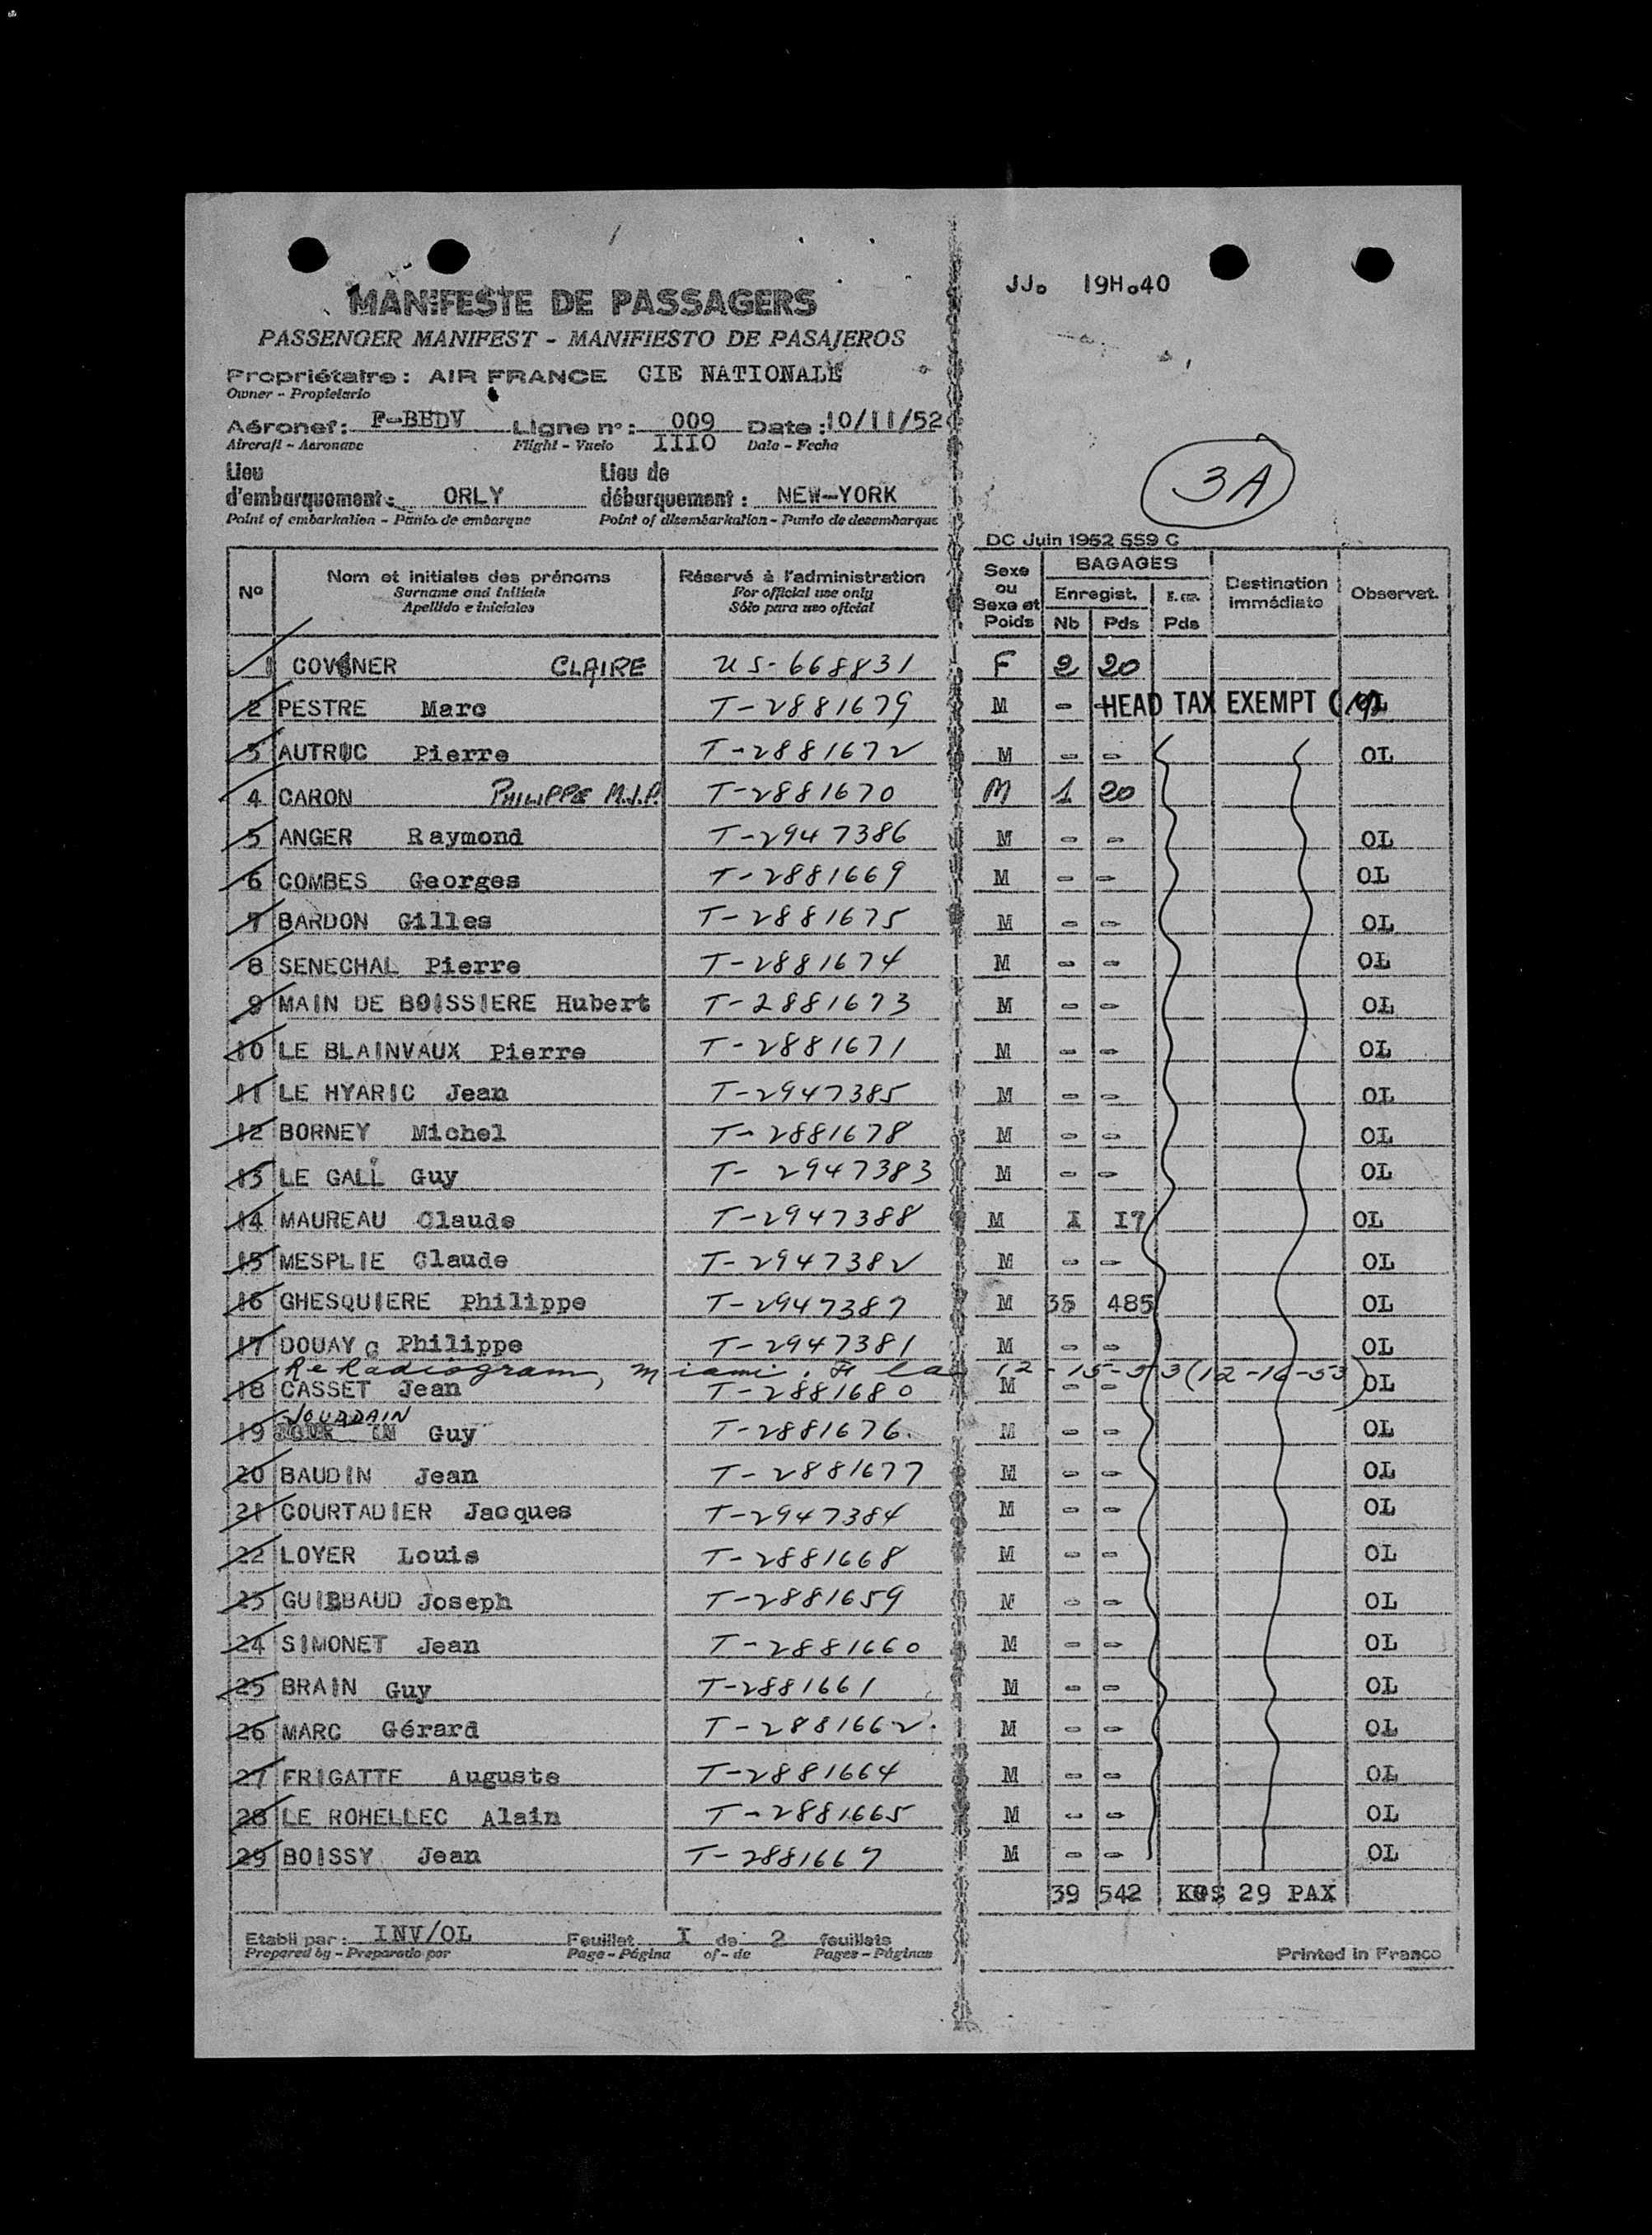 JJ. 19H.40
MANIFESTE DE PASSAGERS
PASSENGER MANIFEST - MANIFIESTO DE PASAJEROS
Propriétaire : AIR FRANCE CIE NATIONALE
Owner - Propietario
Aéronef : F-BEDV Ligne n° : 009 Date : 10/11/52
Aircraft - Aeronave Flight - Vuelo IIIO Date - Fecha
3A
Lieu Lieu de
d'embarquement : ORLY débarquement : NEW-YORK
Point of embarkation - Punto de embarque Point of disembarkation - Punto de desembarque
DC Juin 1952 559 C
N° Nom et initiales des prénoms Réservé à l'administration Sexe ou Sexe et Poids BAGAGES Destination immédiate Observat.
Surname and initials For official use only Enregist.
Apellido e iniciales Sólo para uso oficial Nb Pds Pds
1 COVENER CLAIRE US-668831 F 2 20
2 PESTRE Marc T-2881679 M - - HEAD TAX EXEMPT
3 AUTRUC Pierre T-2881672 M - - OL
4 CARON PHILIPPE M.J.P. T-2881670 M 1 20
5 ANGER Raymond T-2947386 M - - OL
6 COMBES Georges T-2881669 M - - OL
7 BARDON Gilles T-2881675 M - - OL
8 SENECHAL Pierre T-2881674 M - - OL
9 MAIN DE BOISSIERE Hubert T-2881673 M - - OL
10 LE BLAINVAUX Pierre T-2881671 M - - OL
11 LE HYARIC Jean T-2947385 M - - OL
12 BORNEY Michel T-2881678 M - - OL
13 LE GALL Guy T-2947383 M - - OL
14 MAUREAU Claude T-2947388 M I I7 OL
15 MESPLIE Claude T-2947382 M - - OL
16 GHESQUIERE Philippe T-2947387 M 35 485 OL
17 DOUAY Philippe T-2947381 M - - OL
Re Radiogram, Miami, Fla 12-15-53 (12-16-53)
18 CASSET Jean T-2881680 M - - OL
19 JOURDAIN Guy T-2881676 M - - OL
20 BAUDIN Jean T-2881677 M - - OL
21 COURTADIER Jacques T-2947384 M - - OL
22 LOYER Louis T-2881668 M - - OL
23 GUIBBAUD Joseph T-2881659 M - - OL
24 SIMONET Jean T-2881660 M - - OL
25 BRAIN Guy T-2881661 M - - OL
26 MARC Gérard T-2881662 M - - OL
27 FRIGATTE Auguste T-2881664 M - - OL
28 LE ROHELLEC Alain T-2881665 M - - OL
29 BOISSY Jean T-2881667 M - - OL
39 542 KGS 29 PAX
Etabli par : INV/OL Feuillet I de 2 feuillets
Prepared by - Preparado por Page - Página of - de Pages - Páginas
Printed in France